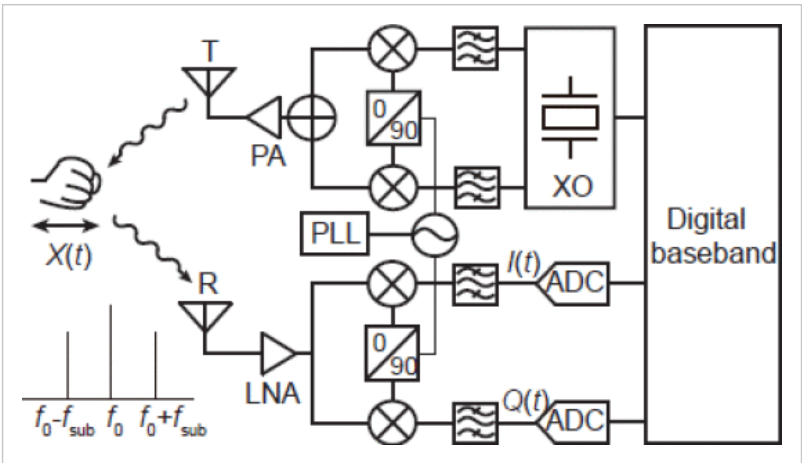 T
PA
0
90
XO
Digital
baseband
X(t)
PLL
R
LNA
0
90
I(t)
ADC
Q(t)
ADC
f0-fsub f0 f0+fsub